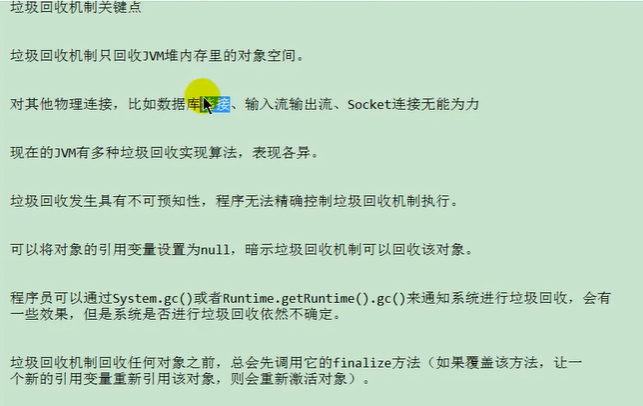 垃圾回收机制关键点
垃圾回收机制只回收JVM堆内存里的对象空间。
对其他物理连接，比如数据库连接、输入流输出流、Socket连接无能为力
现在的JVM有多种垃圾回收实现算法，表现各异。
垃圾回收发生具有不可预知性，程序无法精确控制垃圾回收机制执行。
可以将对象的引用变量设置为null，暗示垃圾回收机制可以回收该对象。
程序员可以通过System.gc()或者Runtime.getRuntime().gc()来通知系统进行垃圾回收，会有
一些效果，但是系统是否进行垃圾回收依然不确定。
垃圾回收机制回收任何对象之前，总会先调用它的finalize方法（如果覆盖该方法，让一
个新的引用变量重新引用该对象，则会重新激活对象）。